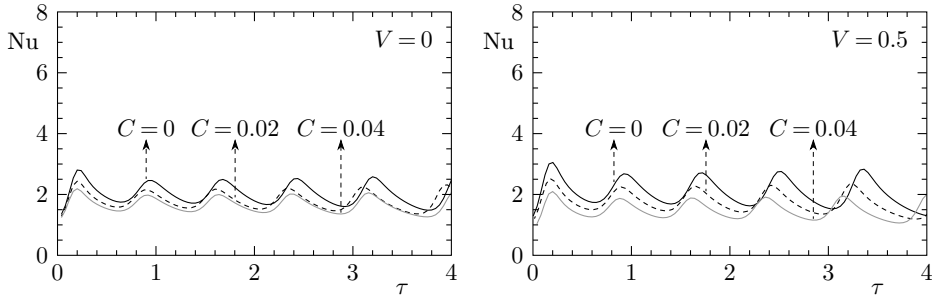 8
Nu
V = 0
6
C = 0 C = 0.02 C = 0.04
4
2
0
0 1 2 3 4
τ
8
Nu
V = 0.5
6
C = 0 C = 0.02 C = 0.04
4
2
0
0 1 2 3 4
τ